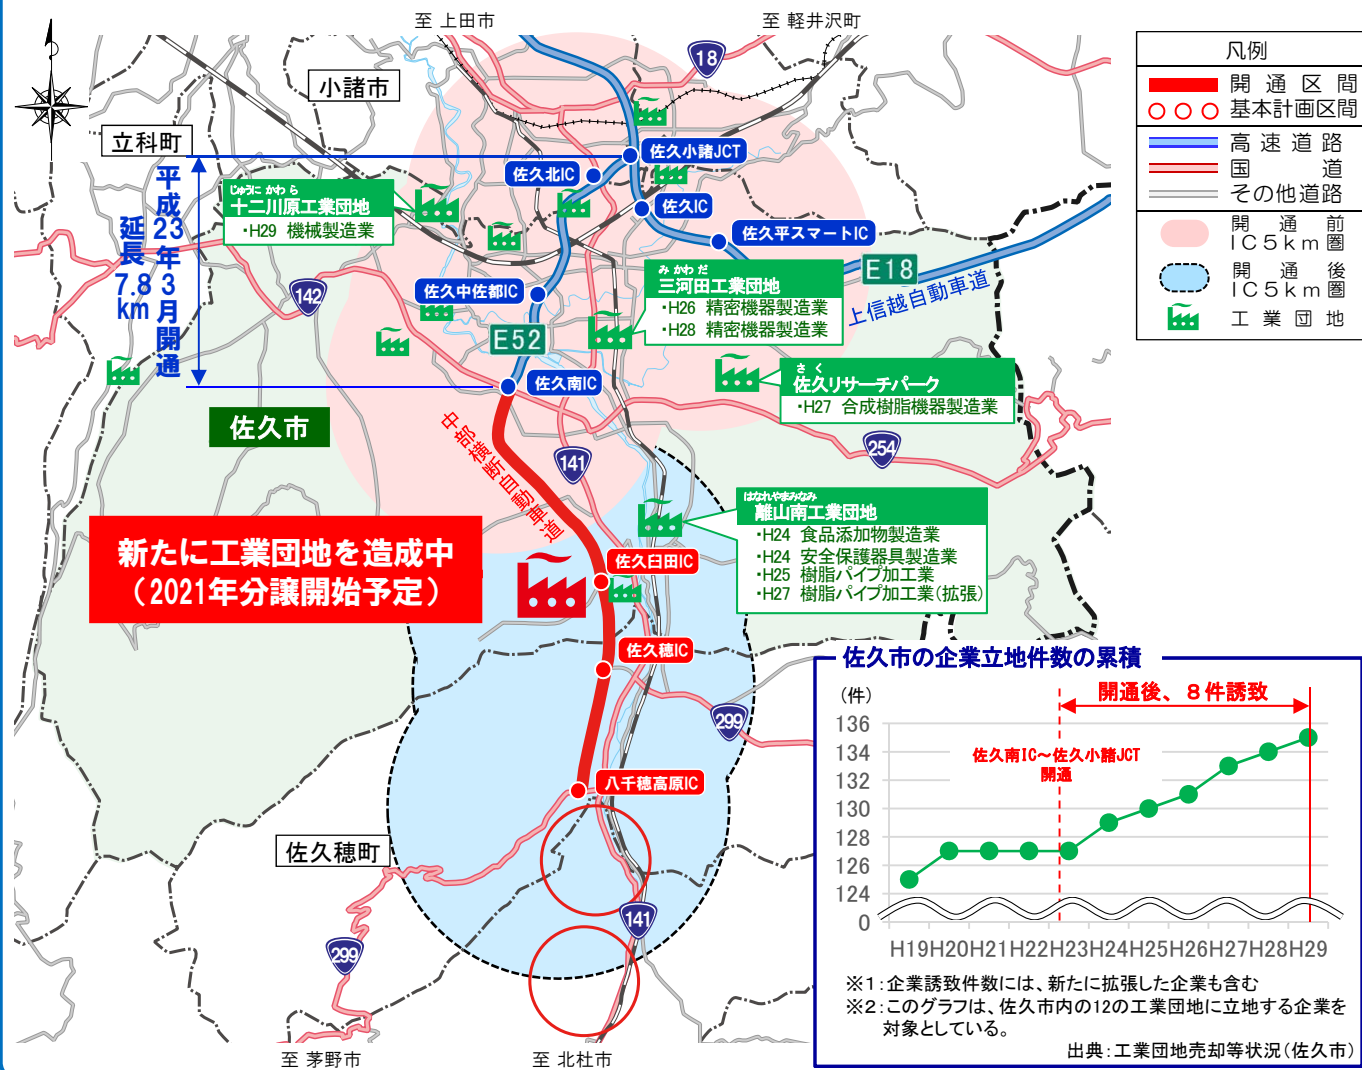 至 上田市
至 軽井沢町
18
小諸市
立科町
平成23年3月開通
延長7.8km
佐久小諸JCT
佐久北IC
佐久IC
佐久平スマートIC
じゅうに かわ ら
十二川原工業団地
・H29 機械製造業
E18
上信越自動車道
142
佐久中佐都IC
み かわ だ
三河田工業団地
・H26 精密機器製造業
・H28 精密機器製造業
E52
佐久南IC
さ く
佐久リサーチパーク
・H27 合成樹脂機器製造業
佐久市
中部横断自動車道
141
254
はなれやまみなみ
離山南工業団地
・H24 食品添加物製造業
・H24 安全保護器具製造業
・H25 樹脂パイプ加工業
・H27 樹脂パイプ加工業(拡張)
新たに工業団地を造成中
（2021年分譲開始予定）
佐久臼田IC
佐久穂IC
299
八千穂高原IC
佐久穂町
141
299
至 茅野市
至 北杜市
凡例
開通区間
基本計画区間
高速道路
国道
その他道路
開通前
IC5km圏
開通後
IC5km圏
工業団地
佐久市の企業立地件数の累積
(件)
開通後、8件誘致
佐久南IC～佐久小諸JCT
開通
136
134
132
130
128
126
124
0
H19 H20 H21 H22 H23 H24 H25 H26 H27 H28 H29
※1：企業誘致件数には、新たに拡張した企業も含む
※2：このグラフは、佐久市内の12の工業団地に立地する企業を
対象としている。
出典：工業団地売却等状況(佐久市)